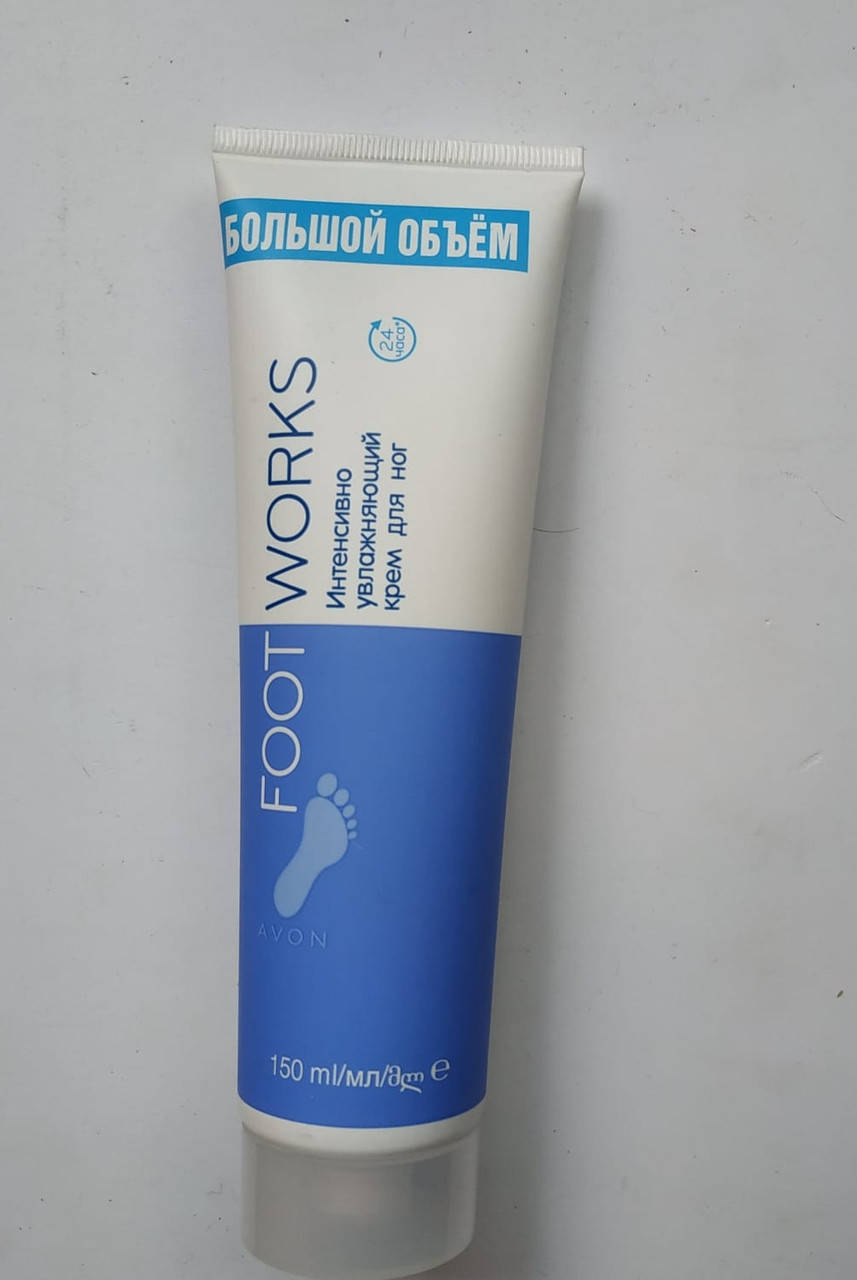 БОЛЬШОЙ ОБЪЁМ
24
часа*
FOOT WORKS
Интенсивно
увлажняющий
крем для ног
AVON
150 ml/мл/მლ e